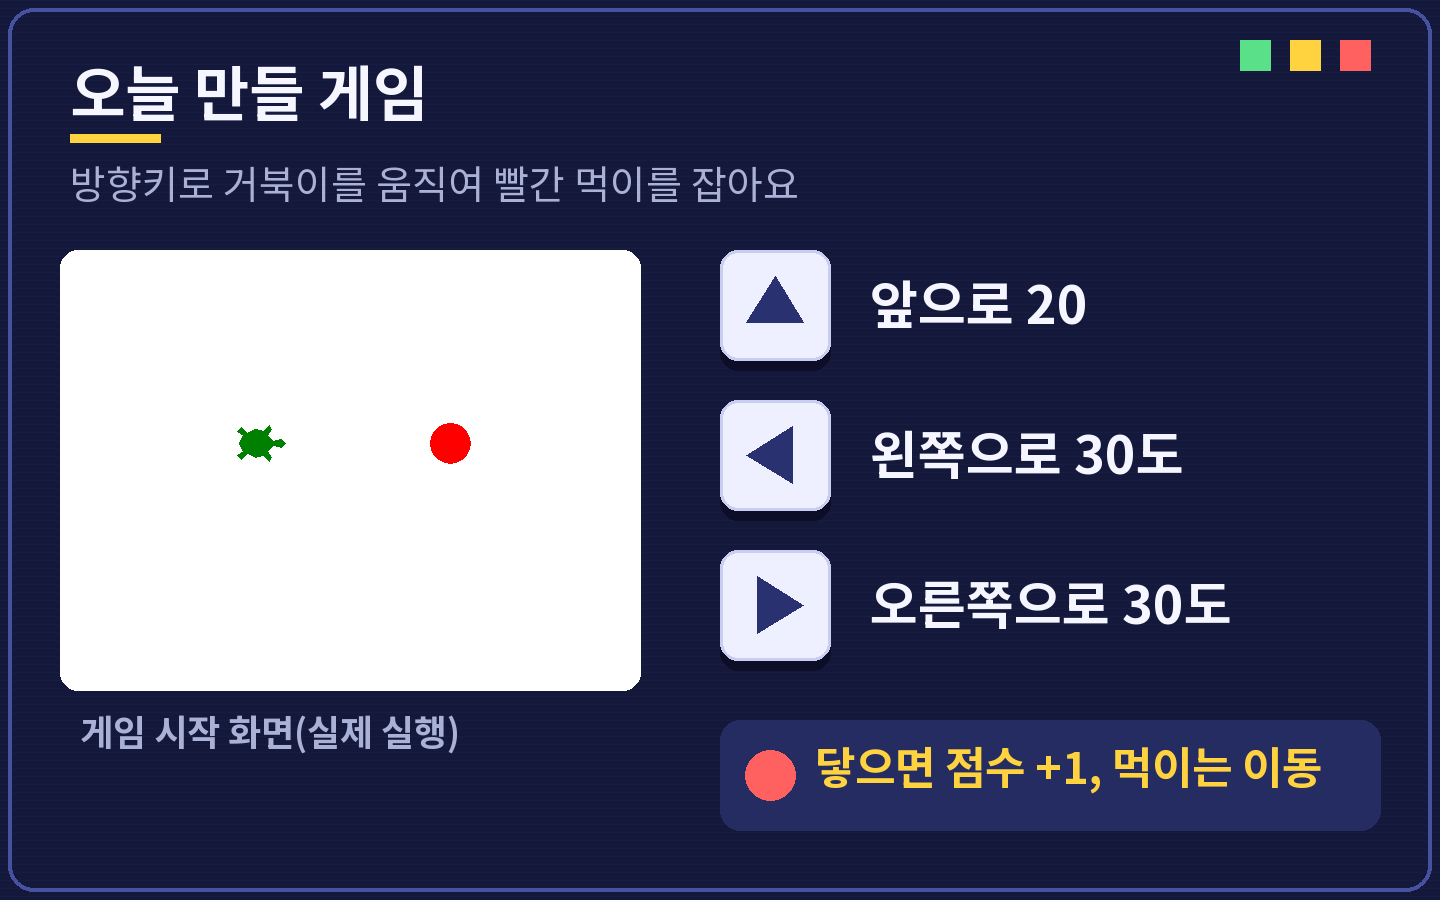 오늘 만들 게임
방향키로 거북이를 움직여 빨간 먹이를 잡아요
앞으로 20
왼쪽으로 30도
오른쪽으로 30도
게임 시작 화면(실제 실행)
닿으면 점수 +1, 먹이는 이동